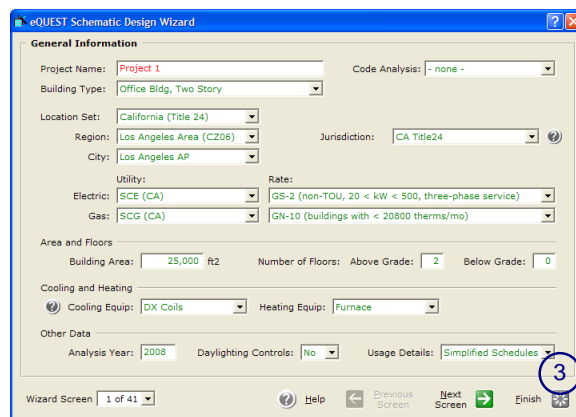 eQUEST Schematic Design Wizard
General Information
Project Name: Project 1 Code Analysis: - none -
Building Type: Office Bldg, Two Story
Location Set: California (Title 24)
Region: Los Angeles Area (CZ06) Jurisdiction: CA Title24
City: Los Angeles AP
Utility: Rate:
Electric: SCE (CA) GS-2 (non-TOU, 20 < kW < 500, three-phase service)
Gas: SCG (CA) GN-10 (buildings with < 20800 therms/mo)
Area and Floors
Building Area: 25,000 ft2 Number of Floors: Above Grade: 2 Below Grade: 0
Cooling and Heating
Cooling Equip: DX Coils Heating Equip: Furnace
Other Data
Analysis Year: 2008 Daylighting Controls: No Usage Details: Simplified Schedules
3
Wizard Screen 1 of 41 Help Previous Screen Next Screen Finish